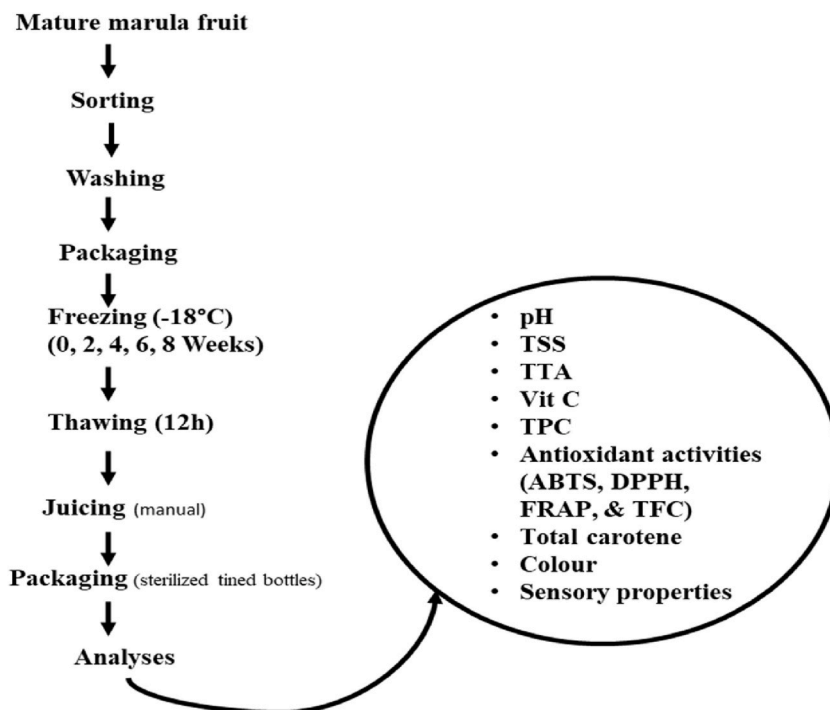 Mature marula fruit
Sorting
Washing
Packaging
Freezing (-18°C)
(0, 2, 4, 6, 8 Weeks)
Thawing (12h)
Juicing (manual)
Packaging (sterilized tined bottles)
Analyses
• pH
• TSS
• TTA
• Vit C
• TPC
• Antioxidant activities
(ABTS, DPPH,
FRAP, & TFC)
• Total carotene
• Colour
• Sensory properties